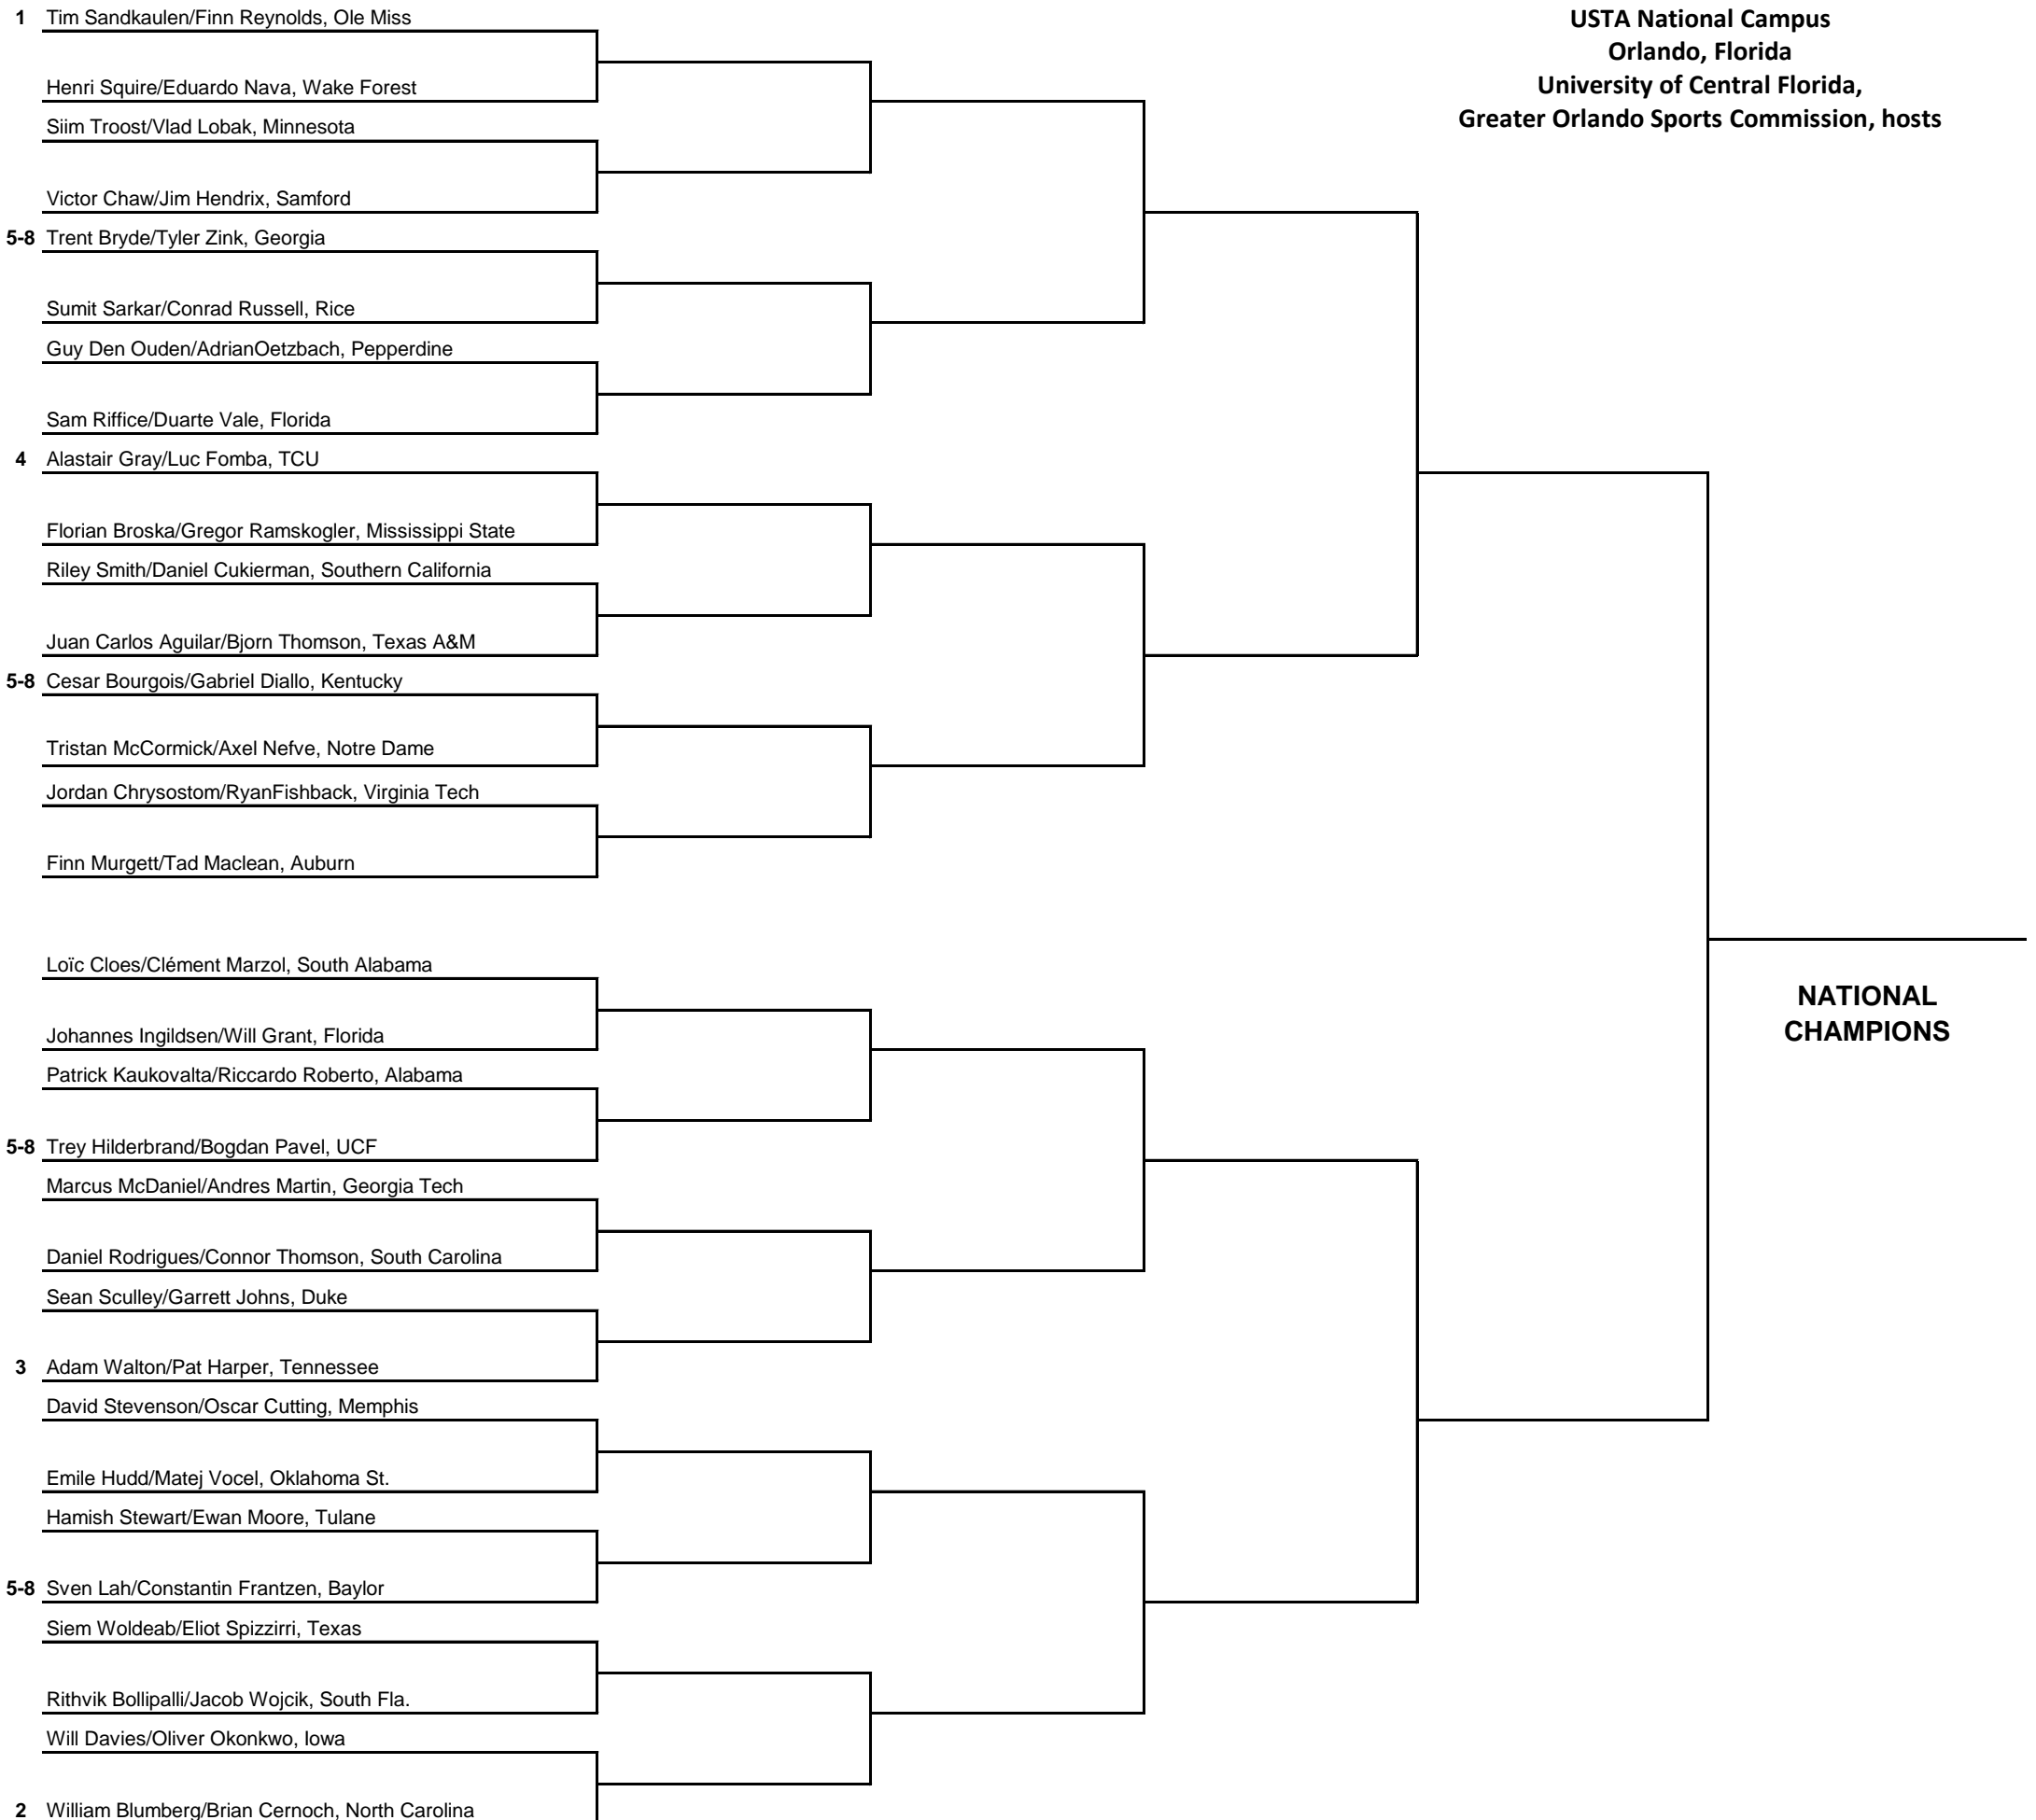 1 Tim Sandkaulen/Finn Reynolds, Ole Miss
USTA National Campus
Orlando, Florida
University of Central Florida,
Greater Orlando Sports Commission, hosts
Henri Squire/Eduardo Nava, Wake Forest
Siim Troost/Vlad Lobak, Minnesota
Victor Chaw/Jim Hendrix, Samford
5-8 Trent Bryde/Tyler Zink, Georgia
Sumit Sarkar/Conrad Russell, Rice
Guy Den Ouden/AdrianOetzbach, Pepperdine
Sam Riffice/Duarte Vale, Florida
4 Alastair Gray/Luc Fomba, TCU
Florian Broska/Gregor Ramskogler, Mississippi State
Riley Smith/Daniel Cukierman, Southern California
Juan Carlos Aguilar/Bjorn Thomson, Texas A&M
5-8 Cesar Bourgois/Gabriel Diallo, Kentucky
Tristan McCormick/Axel Nefve, Notre Dame
Jordan Chrysostom/RyanFishback, Virginia Tech
Finn Murgett/Tad Maclean, Auburn
Loïc Cloes/Clément Marzol, South Alabama
NATIONAL
CHAMPIONS
Johannes Ingildsen/Will Grant, Florida
Patrick Kaukovalta/Riccardo Roberto, Alabama
5-8 Trey Hilderbrand/Bogdan Pavel, UCF
Marcus McDaniel/Andres Martin, Georgia Tech
Daniel Rodrigues/Connor Thomson, South Carolina
Sean Sculley/Garrett Johns, Duke
3 Adam Walton/Pat Harper, Tennessee
David Stevenson/Oscar Cutting, Memphis
Emile Hudd/Matej Vocel, Oklahoma St.
Hamish Stewart/Ewan Moore, Tulane
5-8 Sven Lah/Constantin Frantzen, Baylor
Siem Woldeab/Eliot Spizzirri, Texas
Rithvik Bollipalli/Jacob Wojcik, South Fla.
Will Davies/Oliver Okonkwo, Iowa
2 William Blumberg/Brian Cernoch, North Carolina